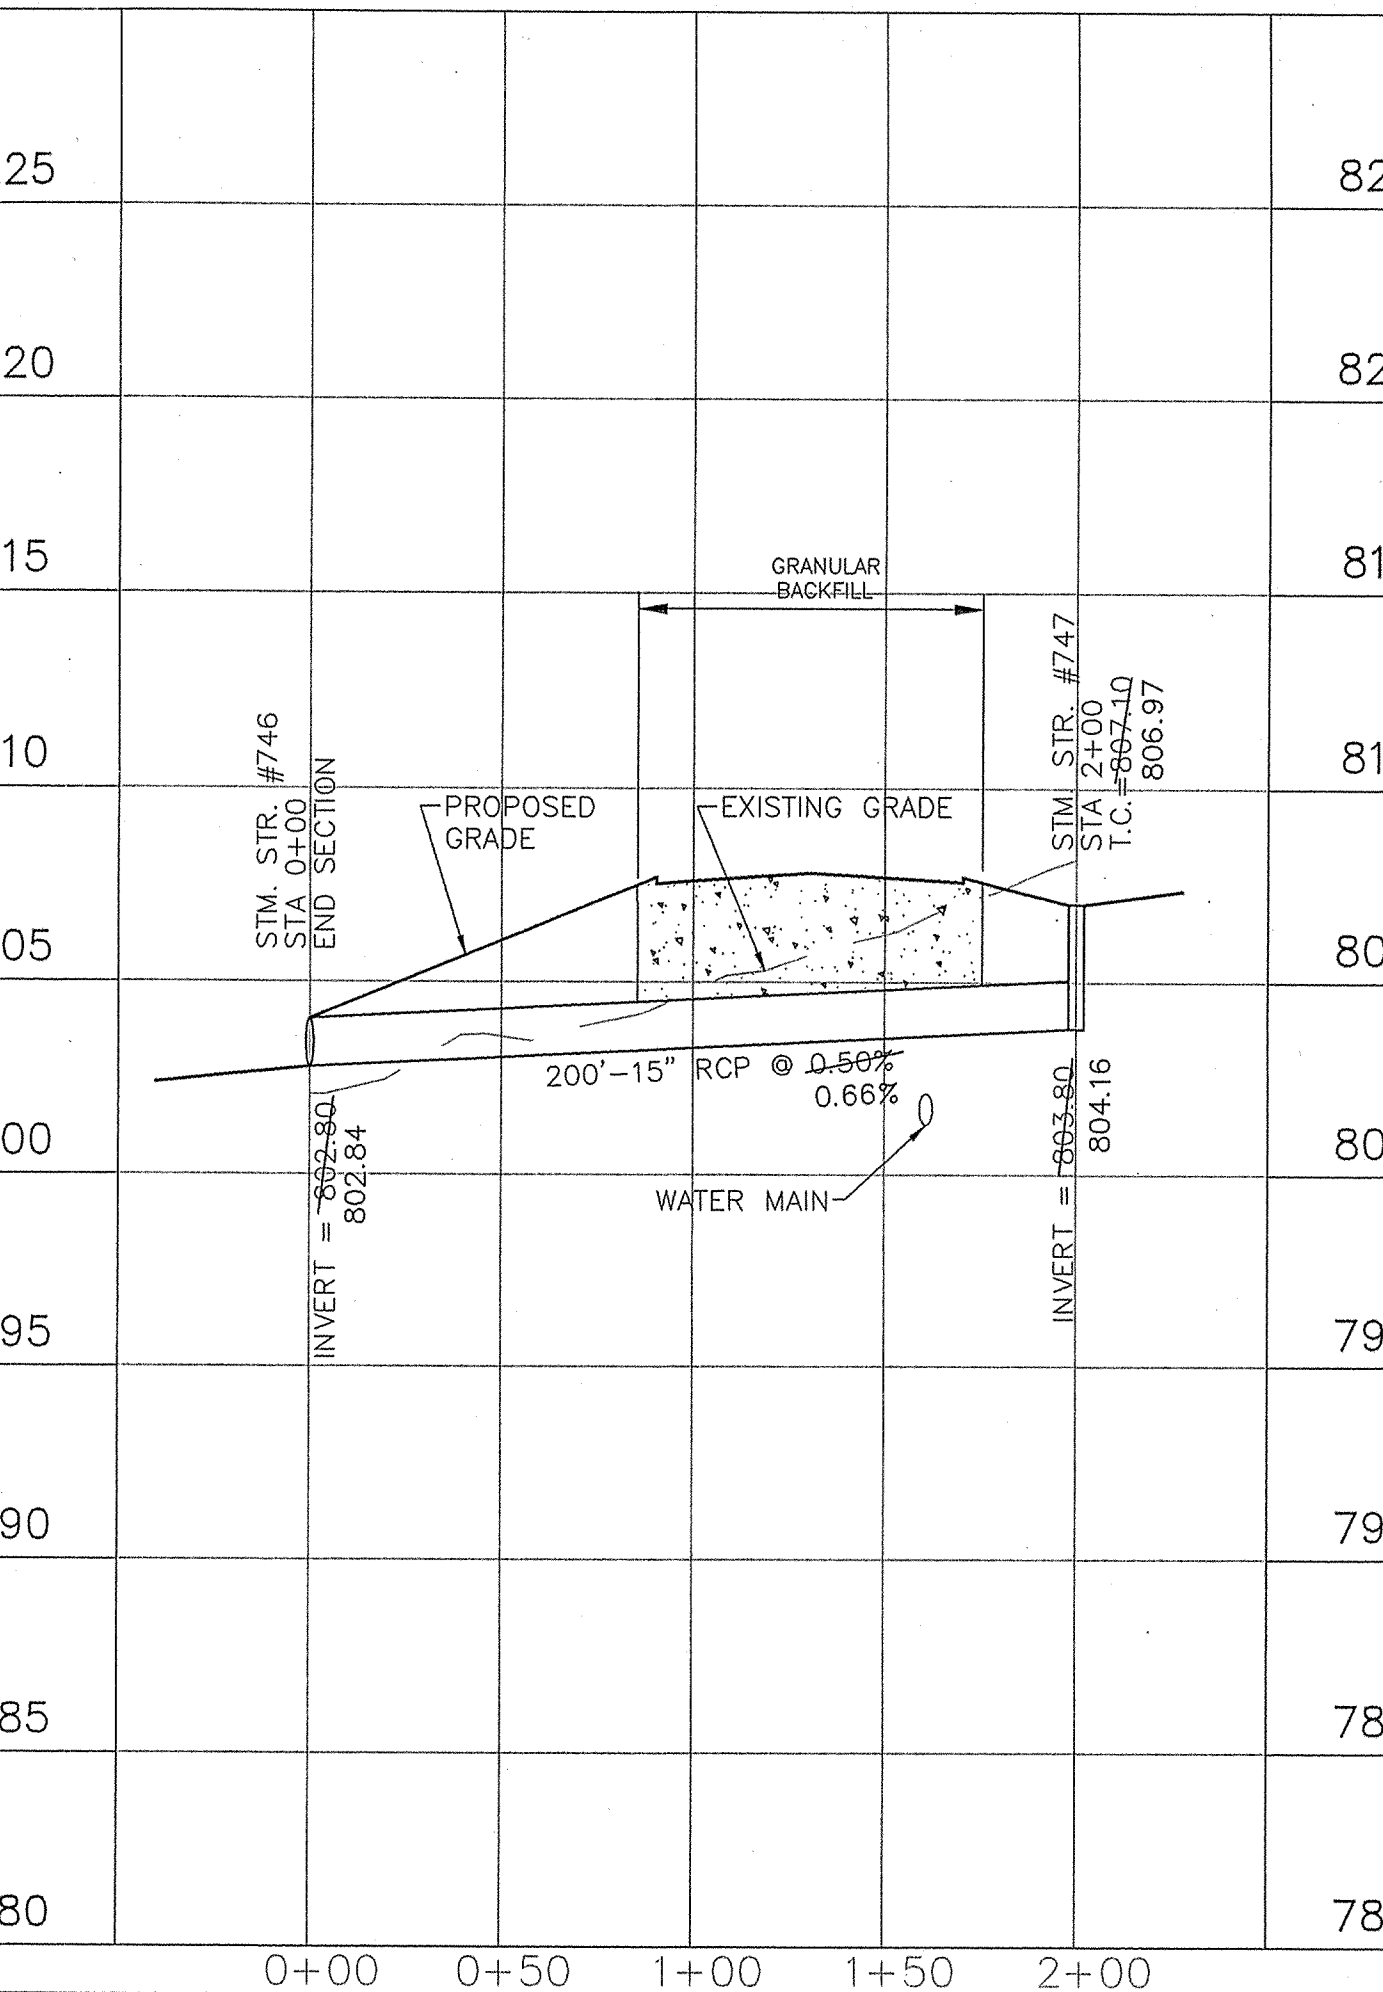 25
82
20
82
15
81
GRANULAR
BACKFILL
10
81
STM. STR. #746
STA 0+00
END SECTION
PROPOSED
GRADE
EXISTING GRADE
STM. STR. #747
STA 2+00
T.C.=807.10
806.97
05
80
200'-15" RCP @ 0.50%
0.66%
INVERT = 802.80
802.84
INVERT = 803.80
804.16
00
80
WATER MAIN
95
79
90
79
85
78
80
78
0+00 0+50 1+00 1+50 2+00